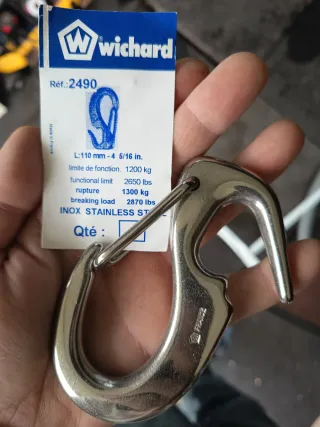 wichard
Réf.:2490
L:110 mm - 4 5/16 in.
limite de fonction. 1200 kg
functional limit 2650 lbs
rupture 1300 kg
breaking load 2870 lbs
INOX STAINLESS
Qté :